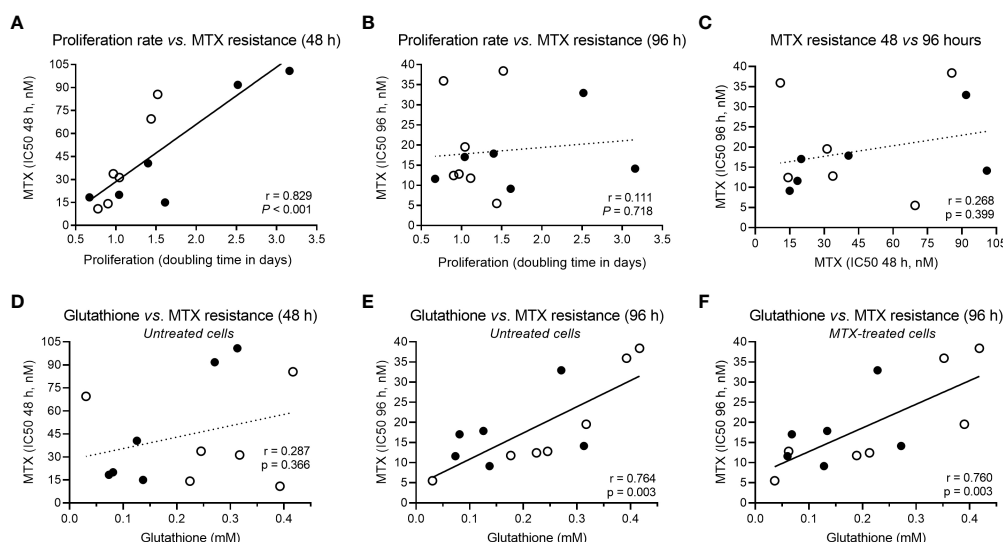 A
Proliferation rate vs. MTX resistance (48 h)
MTX (IC50 48 h, nM)
105
90
75
60
45
30
15
0
r = 0.829
P < 0.001
0.5 1.0 1.5 2.0 2.5 3.0 3.5
Proliferation (doubling time in days)
B
Proliferation rate vs. MTX resistance (96 h)
MTX (IC50 96 h, nM)
40
35
30
25
20
15
10
5
0
r = 0.111
P = 0.718
0.5 1.0 1.5 2.0 2.5 3.0 3.5
Proliferation (doubling time in days)
C
MTX resistance 48 vs 96 hours
MTX (IC50 96 h, nM)
40
35
30
25
20
15
10
5
0
r = 0.268
p = 0.399
0 15 30 45 60 75 90 105
MTX (IC50 48 h, nM)
D
Glutathione vs. MTX resistance (48 h)
Untreated cells
MTX (IC50 48 h, nM)
105
90
75
60
45
30
15
0
r = 0.287
p = 0.366
0.0 0.1 0.2 0.3 0.4
Glutathione (mM)
E
Glutathione vs. MTX resistance (96 h)
Untreated cells
MTX (IC50 96 h, nM)
40
35
30
25
20
15
10
5
0
r = 0.764
p = 0.003
0.0 0.1 0.2 0.3 0.4
Glutathione (mM)
F
Glutathione vs. MTX resistance (96 h)
MTX-treated cells
MTX (IC50 96 h, nM)
40
35
30
25
20
15
10
5
0
r = 0.760
p = 0.003
0.0 0.1 0.2 0.3 0.4
Glutathione (mM)